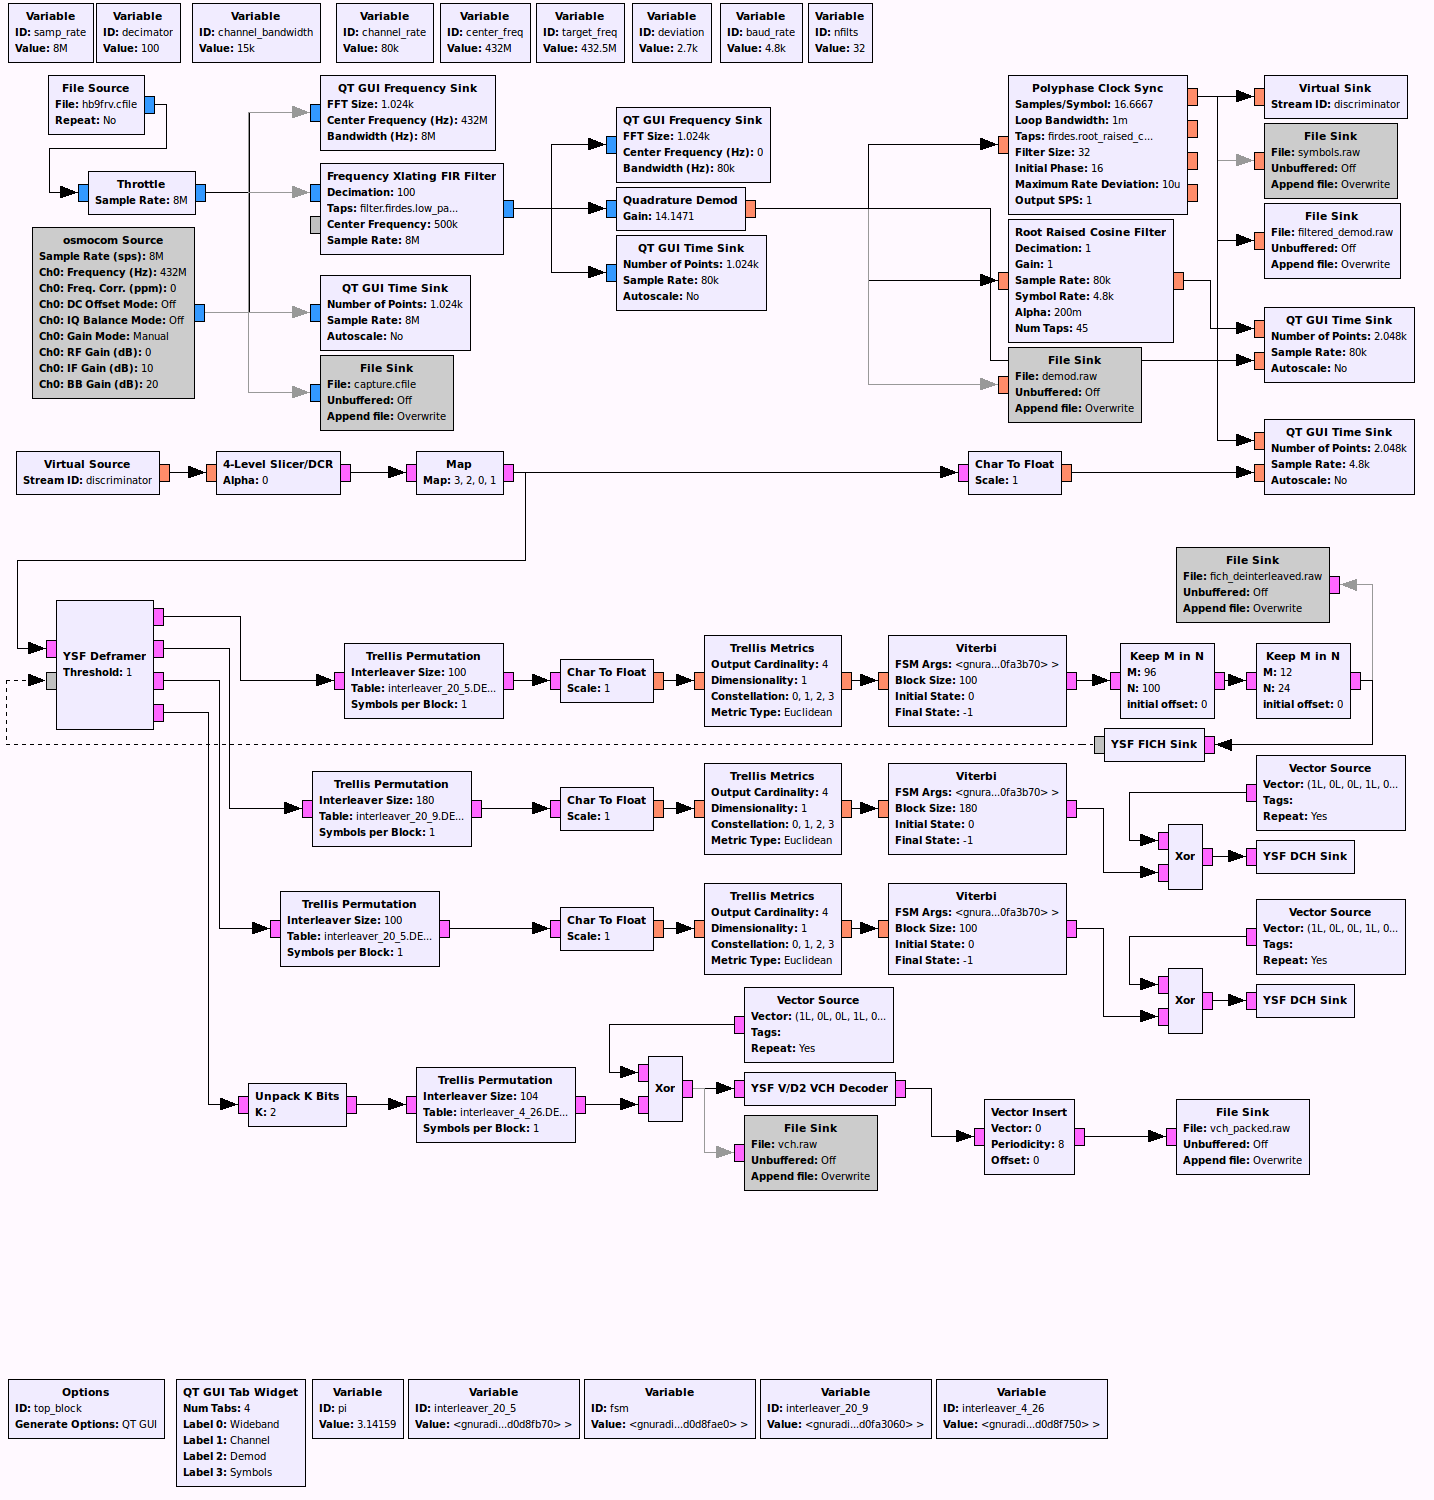 Variable
ID: samp_rate
Value: 8M
Variable
ID: decimator
Value: 100
Variable
ID: channel_bandwidth
Value: 15k
Variable
ID: channel_rate
Value: 80k
Variable
ID: center_freq
Value: 432M
Variable
ID: target_freq
Value: 432.5M
Variable
ID: deviation
Value: 2.7k
Variable
ID: baud_rate
Value: 4.8k
Variable
ID: nfilts
Value: 32
File Source
File: hb9frv.cfile
Repeat: No
Throttle
Sample Rate: 8M
osmocom Source
Sample Rate (sps): 8M
Ch0: Frequency (Hz): 432M
Ch0: Freq. Corr. (ppm): 0
Ch0: DC Offset Mode: Off
Ch0: IQ Balance Mode: Off
Ch0: Gain Mode: Manual
Ch0: RF Gain (dB): 0
Ch0: IF Gain (dB): 10
Ch0: BB Gain (dB): 20
QT GUI Frequency Sink
FFT Size: 1.024k
Center Frequency (Hz): 432M
Bandwidth (Hz): 8M
Frequency Xlating FIR Filter
Decimation: 100
Taps: filter.firdes.low_pa...
Center Frequency: 500k
Sample Rate: 8M
QT GUI Time Sink
Number of Points: 1.024k
Sample Rate: 8M
Autoscale: No
File Sink
File: capture.cfile
Unbuffered: Off
Append file: Overwrite
QT GUI Frequency Sink
FFT Size: 1.024k
Center Frequency (Hz): 0
Bandwidth (Hz): 80k
Quadrature Demod
Gain: 14.1471
QT GUI Time Sink
Number of Points: 1.024k
Sample Rate: 80k
Autoscale: No
Polyphase Clock Sync
Samples/Symbol: 16.6667
Loop Bandwidth: 1m
Taps: firdes.root_raised_c...
Filter Size: 32
Initial Phase: 16
Maximum Rate Deviation: 10u
Output SPS: 1
Root Raised Cosine Filter
Decimation: 1
Gain: 1
Sample Rate: 80k
Symbol Rate: 4.8k
Alpha: 200m
Num Taps: 45
File Sink
File: demod.raw
Unbuffered: Off
Append file: Overwrite
Virtual Sink
Stream ID: discriminator
File Sink
File: symbols.raw
Unbuffered: Off
Append file: Overwrite
File Sink
File: filtered_demod.raw
Unbuffered: Off
Append file: Overwrite
QT GUI Time Sink
Number of Points: 2.048k
Sample Rate: 80k
Autoscale: No
QT GUI Time Sink
Number of Points: 2.048k
Sample Rate: 4.8k
Autoscale: No
Virtual Source
Stream ID: discriminator
4-Level Slicer/DCR
Alpha: 0
Map
Map: 3, 2, 0, 1
Char To Float
Scale: 1
File Sink
File: fich_deinterleaved.raw
Unbuffered: Off
Append file: Overwrite
YSF Deframer
Threshold: 1
Trellis Permutation
Interleaver Size: 100
Table: interleaver_20_5.DE...
Symbols per Block: 1
Char To Float
Scale: 1
Trellis Metrics
Output Cardinality: 4
Dimensionality: 1
Constellation: 0, 1, 2, 3
Metric Type: Euclidean
Viterbi
FSM Args: <gnura...0fa3b70> >
Block Size: 100
Initial State: 0
Final State: -1
Keep M in N
M: 96
N: 100
initial offset: 0
Keep M in N
M: 12
N: 24
initial offset: 0
YSF FICH Sink
Trellis Permutation
Interleaver Size: 180
Table: interleaver_20_9.DE...
Symbols per Block: 1
Char To Float
Scale: 1
Trellis Metrics
Output Cardinality: 4
Dimensionality: 1
Constellation: 0, 1, 2, 3
Metric Type: Euclidean
Viterbi
FSM Args: <gnura...0fa3b70> >
Block Size: 180
Initial State: 0
Final State: -1
Vector Source
Vector: (1L, 0L, 0L, 1L, 0...
Tags:
Repeat: Yes
Xor
YSF DCH Sink
Trellis Permutation
Interleaver Size: 100
Table: interleaver_20_5.DE...
Symbols per Block: 1
Char To Float
Scale: 1
Trellis Metrics
Output Cardinality: 4
Dimensionality: 1
Constellation: 0, 1, 2, 3
Metric Type: Euclidean
Viterbi
FSM Args: <gnura...0fa3b70> >
Block Size: 100
Initial State: 0
Final State: -1
Vector Source
Vector: (1L, 0L, 0L, 1L, 0...
Tags:
Repeat: Yes
Xor
YSF DCH Sink
Unpack K Bits
K: 2
Trellis Permutation
Interleaver Size: 104
Table: interleaver_4_26.DE...
Symbols per Block: 1
Vector Source
Vector: (1L, 0L, 0L, 1L, 0...
Tags:
Repeat: Yes
Xor
YSF V/D2 VCH Decoder
File Sink
File: vch.raw
Unbuffered: Off
Append file: Overwrite
Vector Insert
Vector: 0
Periodicity: 8
Offset: 0
File Sink
File: vch_packed.raw
Unbuffered: Off
Append file: Overwrite
Options
ID: top_block
Generate Options: QT GUI
QT GUI Tab Widget
Num Tabs: 4
Label 0: Wideband
Label 1: Channel
Label 2: Demod
Label 3: Symbols
Variable
ID: pi
Value: 3.14159
Variable
ID: interleaver_20_5
Value: <gnuradi...d0d8fb70> >
Variable
ID: fsm
Value: <gnuradi...d0d8fae0> >
Variable
ID: interleaver_20_9
Value: <gnuradi...d0fa3060> >
Variable
ID: interleaver_4_26
Value: <gnuradi...d0d8f750> >